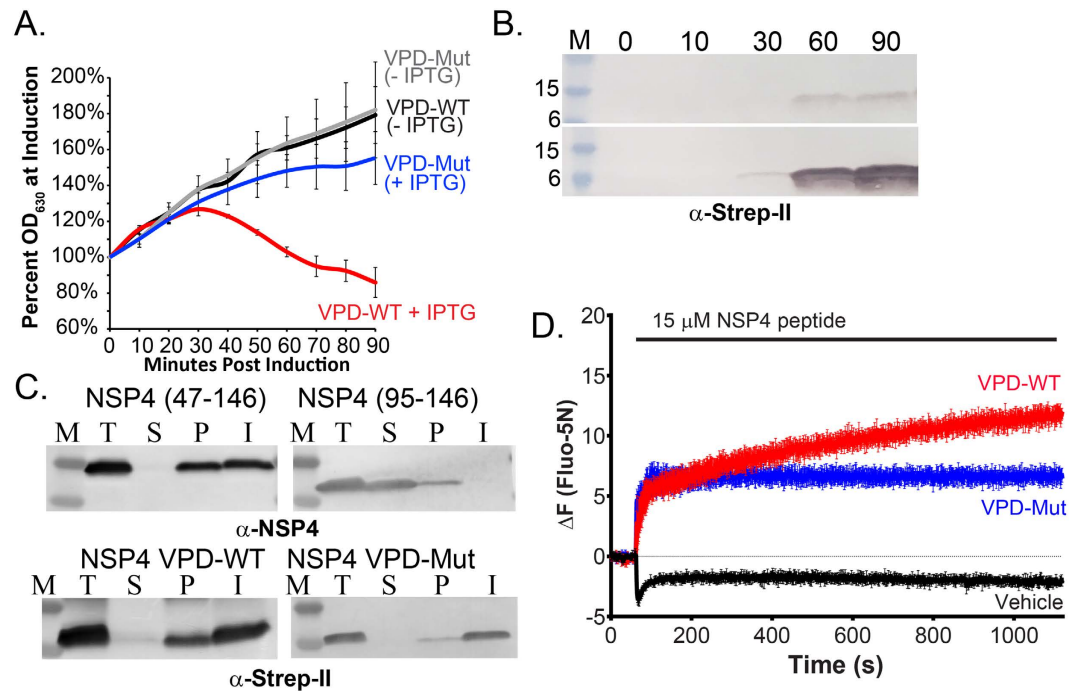 A.
Percent OD630 at Induction
200%
180%
160%
140%
120%
100%
80%
60%
0 10 20 30 40 50 60 70 80 90
Minutes Post Induction
VPD-Mut
(- IPTG)
VPD-WT
(- IPTG)
VPD-Mut
(+ IPTG)
VPD-WT + IPTG
B.
M 0 10 30 60 90
15
6
15
6
α-Strep-II
C.
NSP4 (47-146) NSP4 (95-146)
M T S P I M T S P I
α-NSP4
NSP4 VPD-WT NSP4 VPD-Mut
M T S P I M T S P I
α-Strep-II
D.
ΔF (Fluo-5N)
20
15
10
5
0
-5
15 μM NSP4 peptide
VPD-WT
VPD-Mut
Vehicle
0 200 400 600 800 1000
Time (s)